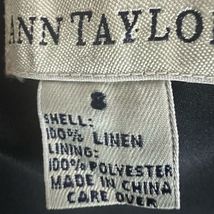 ANNTAYLO
8
SHELL:
100% LINEN
LINING:
100% POLYESTER
MADE IN CHINA
CARE OVER